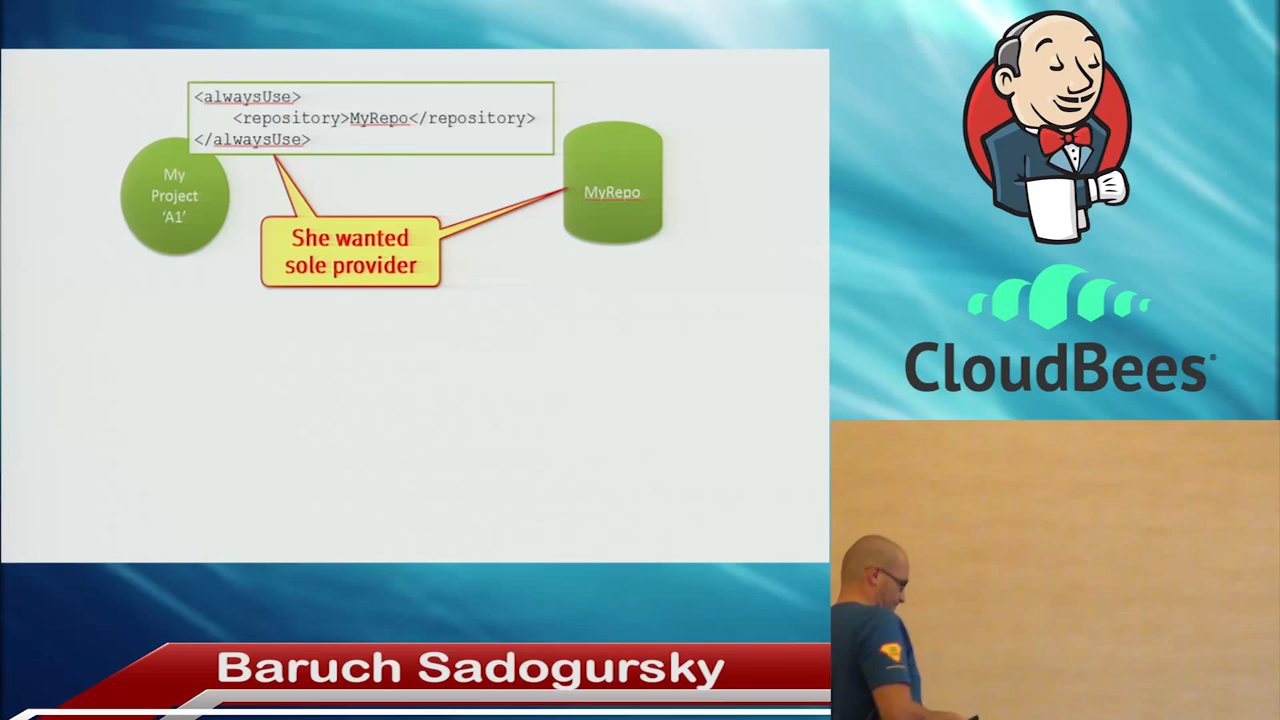 <alwaysUse>
<repository>MyRepo</repository>
</alwaysUse>
My
Project
‘A1’
MyRepo
She wanted
sole provider
CloudBees®
Baruch Sadogursky